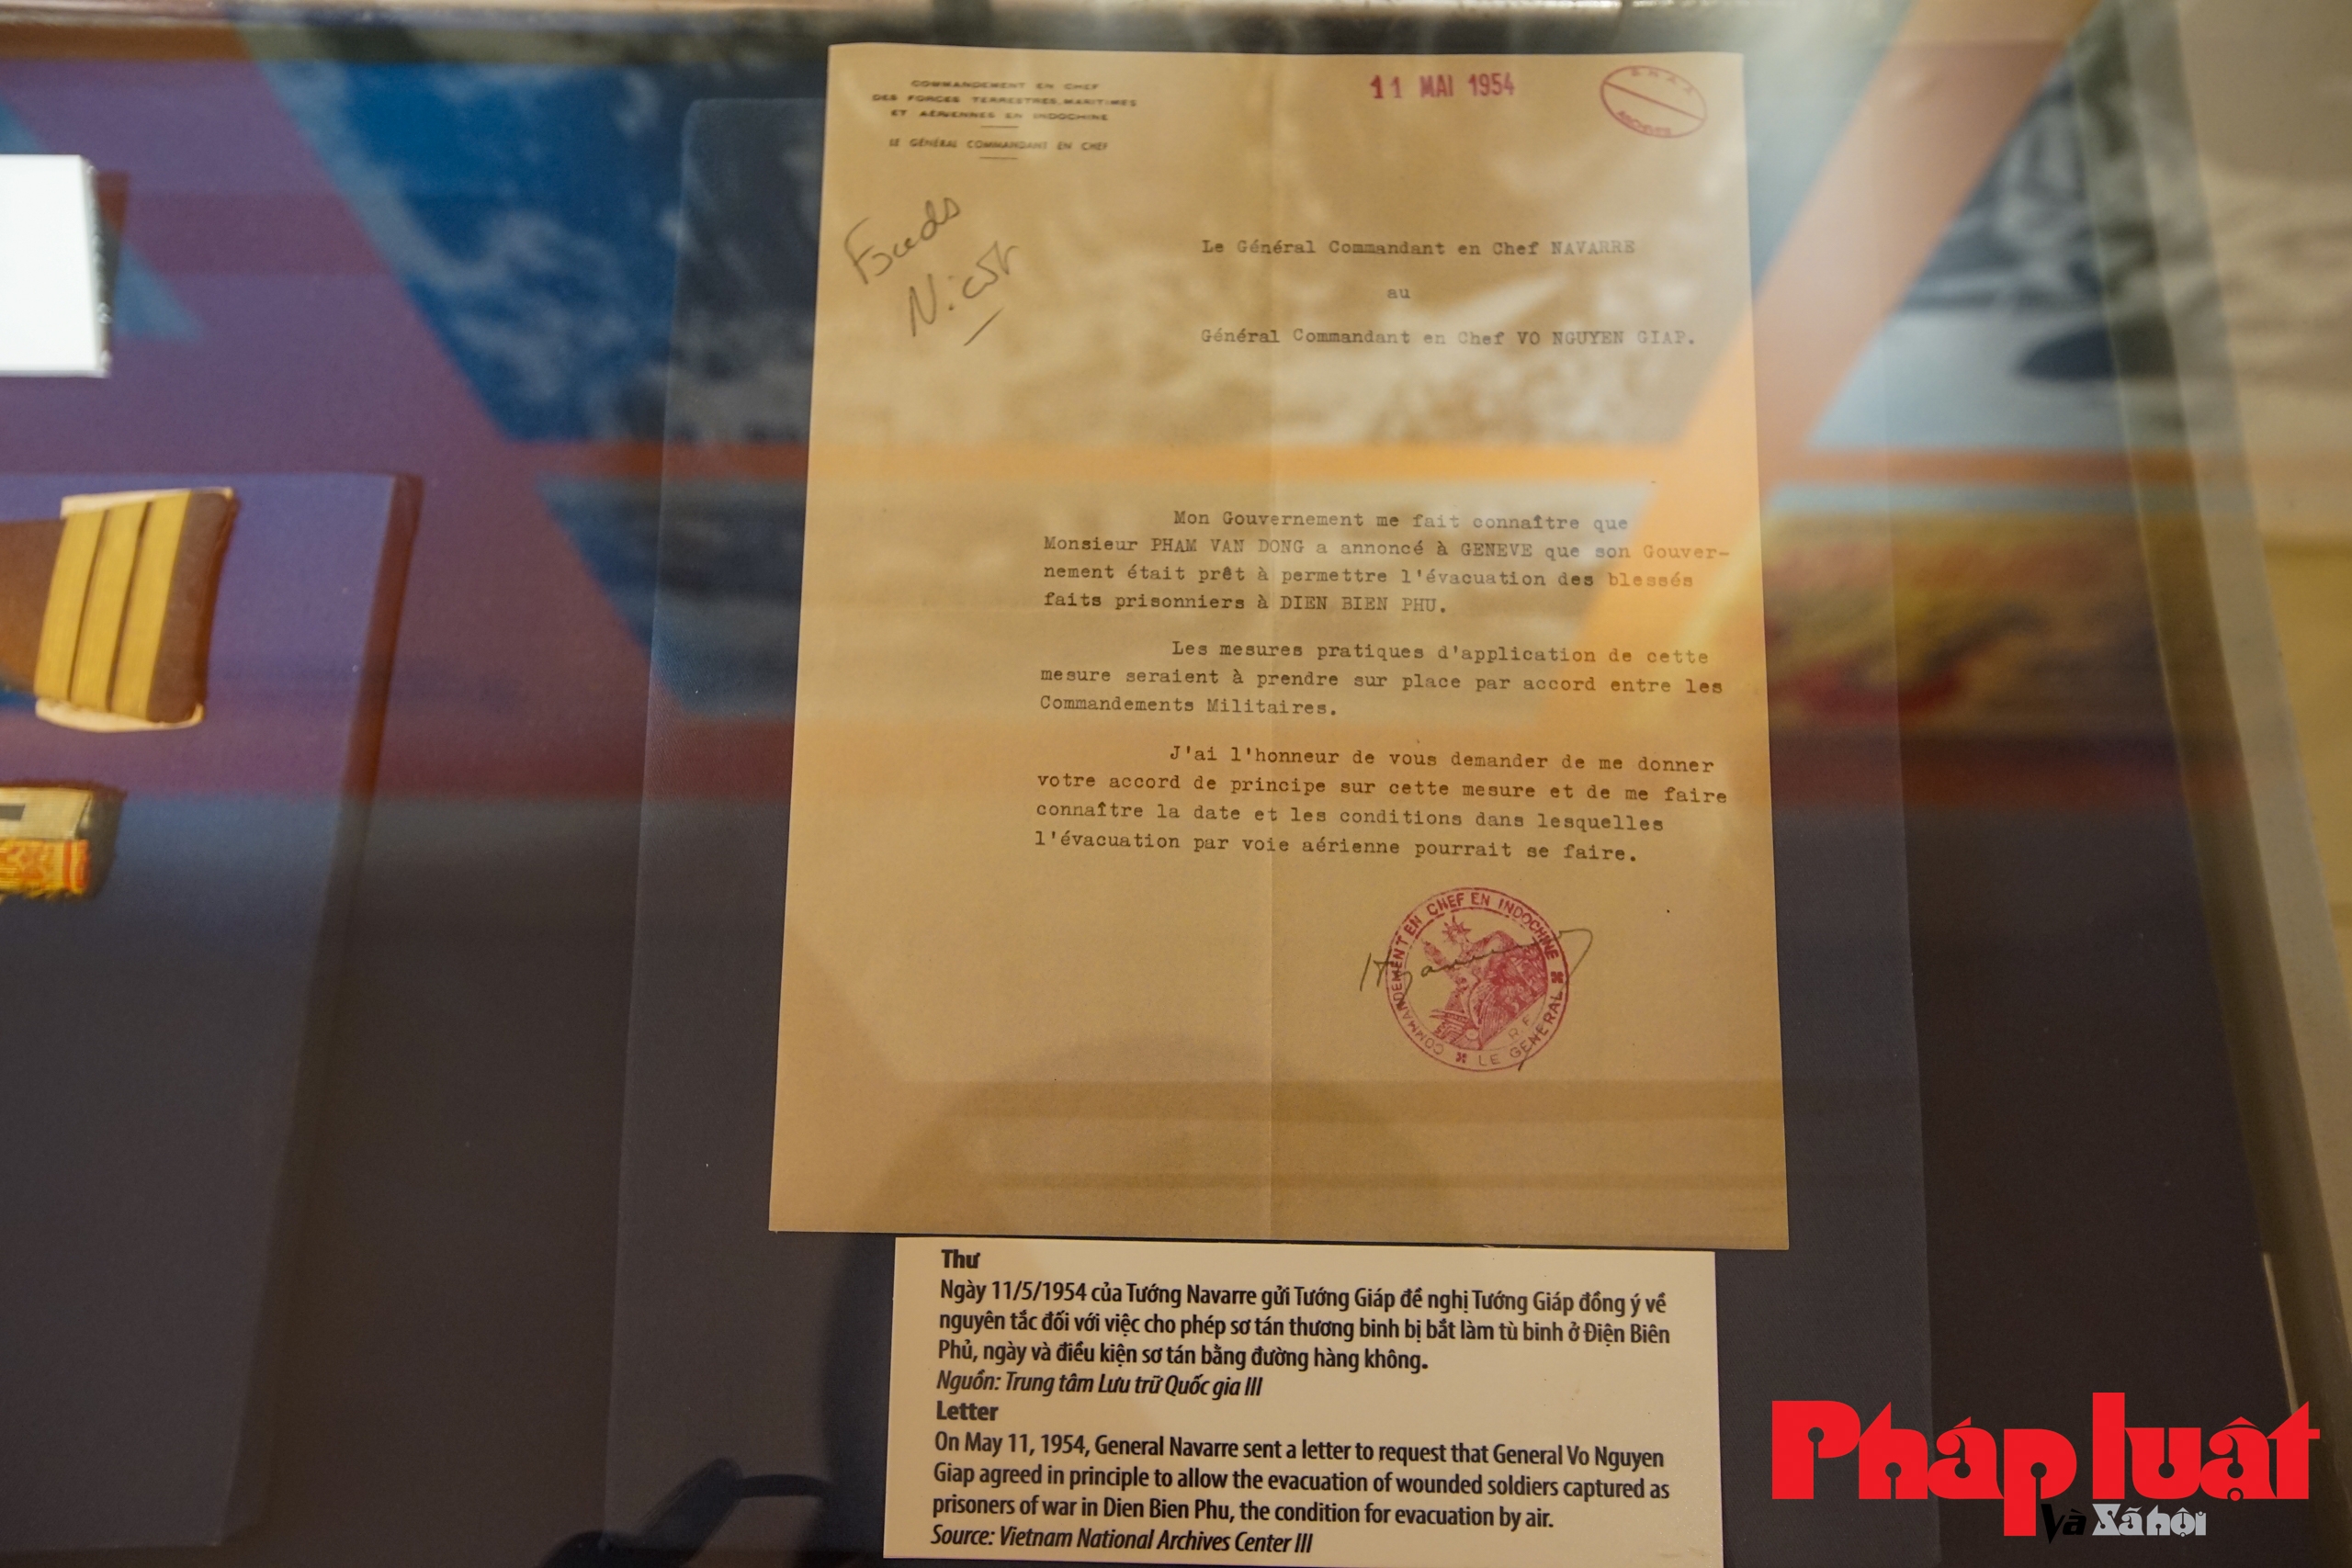 COMMANDEMENT EN CHEF
DES FORCES TERRESTRES, MARITIMES
ET AÉRIENNES EN INDOCHINE
LE GÉNÉRAL COMMANDANT EN CHEF
11 MAI 1954
Le Général Commandant en Chef NAVARRE
au
Général Commandant en Chef VO NGUYEN GIAP.
Mon Gouvernement me fait connaître que
Monsieur PHAM VAN DONG a annoncé à GENEVE que son Gouver-
nement était prêt à permettre l'évacuation des blessés
faits prisonniers à DIEN BIEN PHU.
Les mesures pratiques d'application de cette
mesure seraient à prendre sur place par accord entre les
Commandements Militaires.
J'ai l'honneur de vous demander de me donner
votre accord de principe sur cette mesure et de me faire
connaître la date et les conditions dans lesquelles
l'évacuation par voie aérienne pourrait se faire.
COMMANDEMENT EN CHEF EN INDOCHINE
R F
LE GENERAL
Thư
Ngày 11/5/1954 của Tướng Navarre gửi Tướng Giáp đề nghị Tướng Giáp đồng ý về
nguyên tắc đối với việc cho phép sơ tán thương binh bị bắt làm tù binh ở Điện Biên
Phủ, ngày và điều kiện sơ tán bằng đường hàng không.
Nguồn: Trung tâm Lưu trữ Quốc gia III
Letter
On May 11, 1954, General Navarre sent a letter to request that General Vo Nguyen
Giap agreed in principle to allow the evacuation of wounded soldiers captured as
prisoners of war in Dien Bien Phu, the condition for evacuation by air.
Source: Vietnam National Archives Center III
Pháp luật
và Xã hội